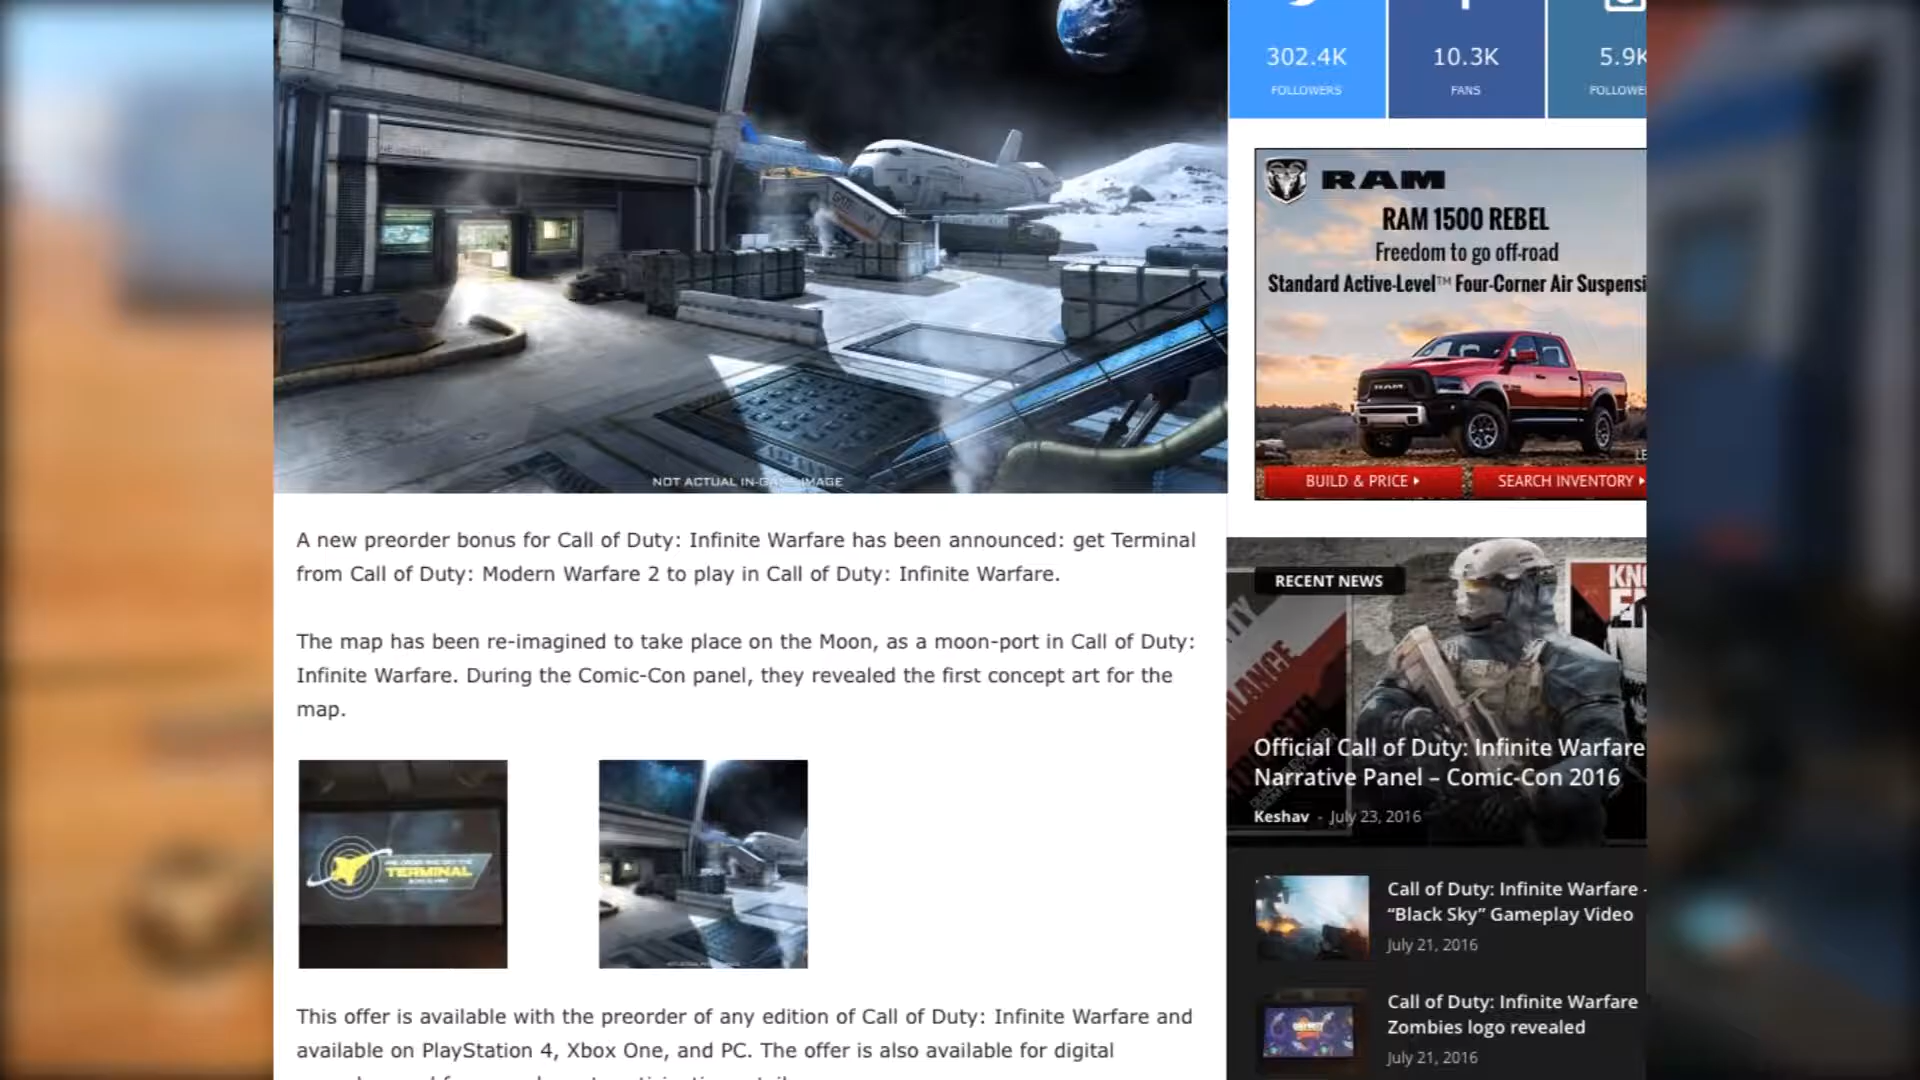 302.4K
FOLLOWERS
10.3K
FANS
5.9K
RAM
RAM 1500 REBEL
Freedom to go off-road
Standard Active-Level™ Four-Corner Air Suspensi
BUILD & PRICE
SEARCH INVENTORY
NOT ACTUAL IN-GAME IMAGE
A new preorder bonus for Call of Duty: Infinite Warfare has been announced: get Terminal
from Call of Duty: Modern Warfare 2 to play in Call of Duty: Infinite Warfare.
The map has been re-imagined to take place on the Moon, as a moon-port in Call of Duty:
Infinite Warfare. During the Comic-Con panel, they revealed the first concept art for the
map.
TERMINAL
This offer is available with the preorder of any edition of Call of Duty: Infinite Warfare and
available on PlayStation 4, Xbox One, and PC. The offer is also available for digital
RECENT NEWS
Official Call of Duty: Infinite Warfare
Narrative Panel – Comic-Con 2016
Keshav - July 23, 2016
Call of Duty: Infinite Warfare -
“Black Sky” Gameplay Video
July 21, 2016
Call of Duty: Infinite Warfare
Zombies logo revealed
July 21, 2016